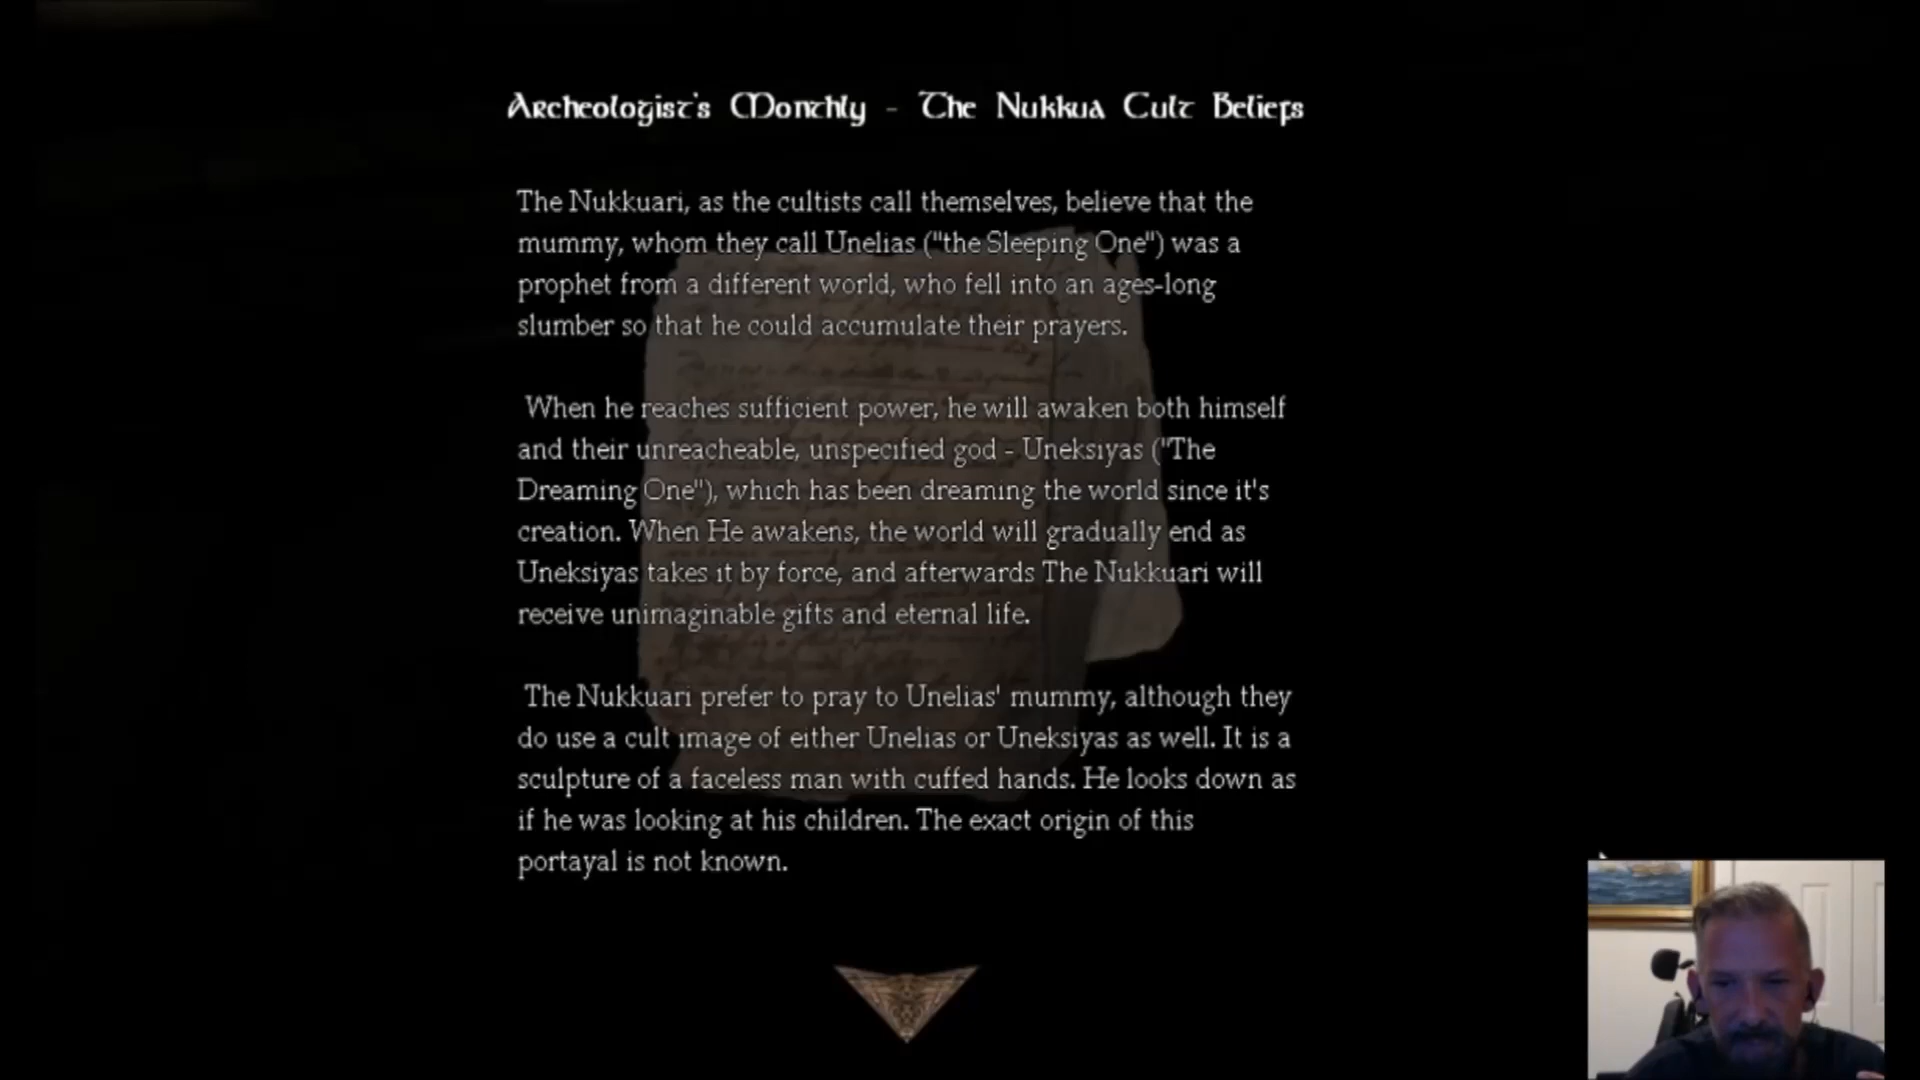 Archeologist's Monthly - The Nukkua Cult Beliefs
The Nukkuari, as the cultists call themselves, believe that the
mummy, whom they call Unelias ("the Sleeping One") was a
prophet from a different world, who fell into an ages-long
slumber so that he could accumulate their prayers.
When he reaches sufficient power, he will awaken both himself
and their unreacheable, unspecified god - Uneksiyas ("The
Dreaming One"), which has been dreaming the world since it's
creation. When He awakens, the world will gradually end as
Uneksiyas takes it by force, and afterwards The Nukkuari will
receive unimaginable gifts and eternal life.
The Nukkuari prefer to pray to Unelias' mummy, although they
do use a cult image of either Unelias or Uneksiyas as well. It is a
sculpture of a faceless man with cuffed hands. He looks down as
if he was looking at his children. The exact origin of this
portayal is not known.